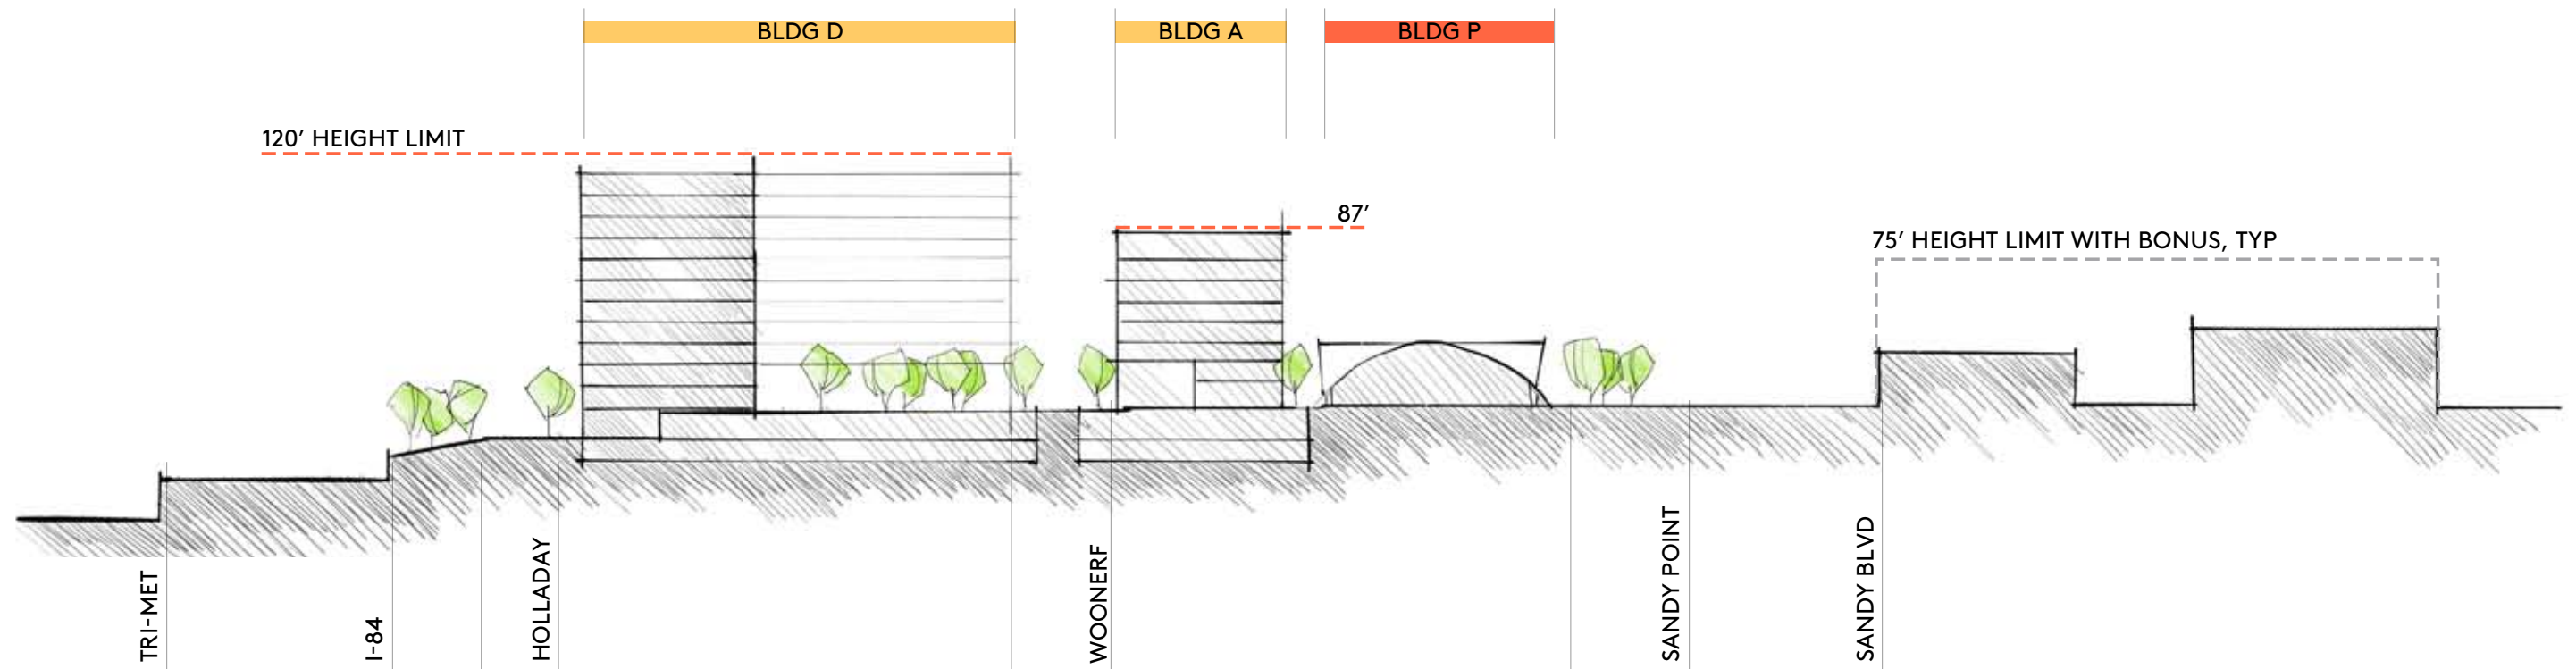 BLDG D
BLDG A
BLDG P
120' HEIGHT LIMIT
87'
75' HEIGHT LIMIT WITH BONUS, TYP
TRI-MET
I-84
HOLLADAY
WOONERF
SANDY POINT
SANDY BLVD